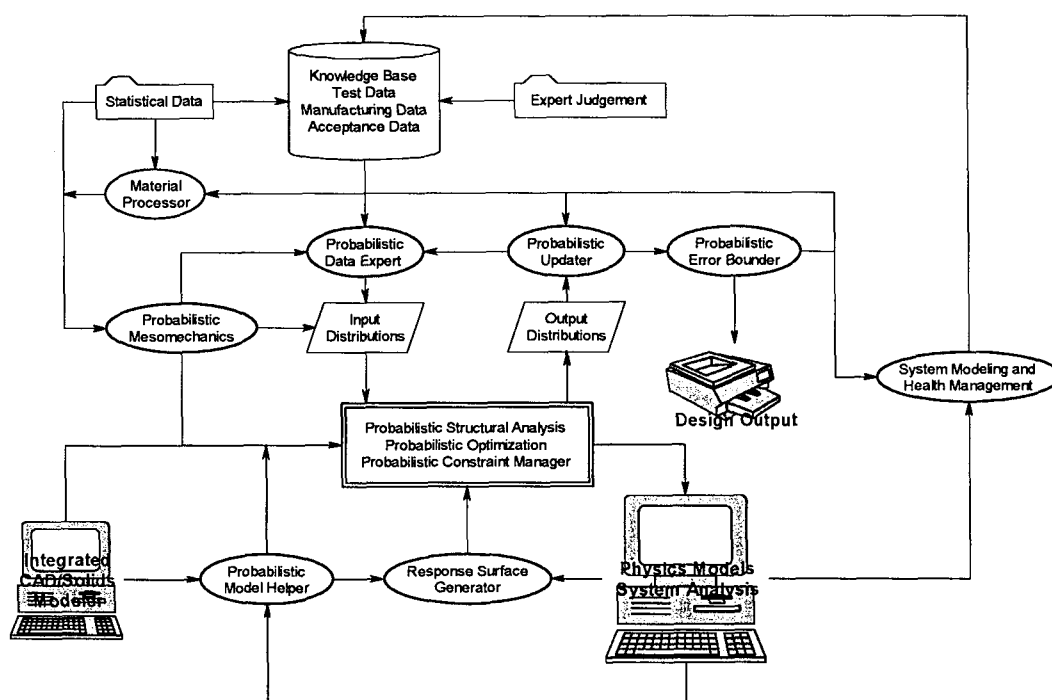 Knowledge Base
Test Data
Manufacturing Data
Acceptance Data
Statistical Data
Expert Judgement
Material
Processor
Probabilistic
Data Expert
Probabilistic
Updater
Probabilistic
Error Bounder
Probabilistic
Mesomechanics
Input
Distributions
Output
Distributions
System Modeling and
Health Management
Design Output
Probabilistic Structural Analysis
Probabilistic Optimization
Probabilistic Constraint Manager
Integrated
CAD/Solids
Modeler
Probabilistic
Model Helper
Response Surface
Generator
Physics Models
System Analysis